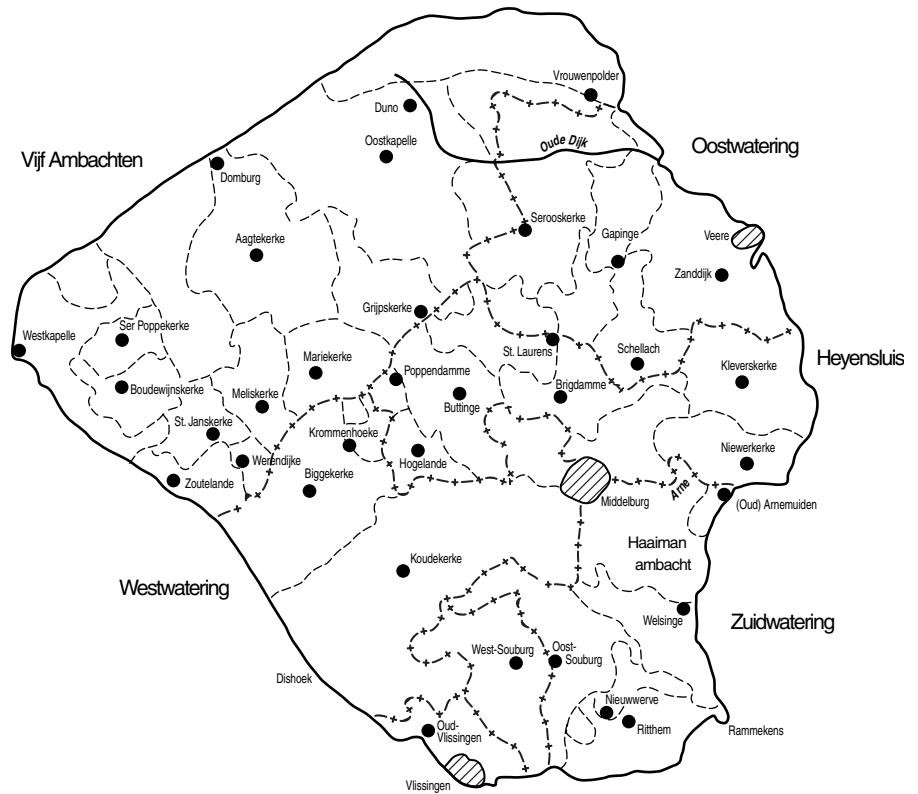 Vrouwenpolder
Duno
Oude Dijk
Oostkapelle
Oostwatering
Vijf Ambachten
Domburg
Serooskerke
Gapinge
Veere
Aagtekerke
Zanddijk
Grijpskerke
Ser Poppekerke
Westkapelle
St. Laurens
Schellach
Heyensluis
Mariekerke
Poppendamme
Kleverskerke
Boudewijnskerke
Meliskerke
Buttinge
Brigdamme
St. Janskerke
Krommenhoeke
Niewerkerke
Werendijke
Hogelande
Zoutelande
Biggekerke
Arne
Middelburg
(Oud) Arnemuiden
Haaiman
ambacht
Koudekerke
Westwatering
Welsinge
Zuidwatering
West-Souburg
Oost-
Souburg
Dishoek
Nieuwwerve
Oud-
Vlissingen
Ritthem
Rammekens
Vlissingen